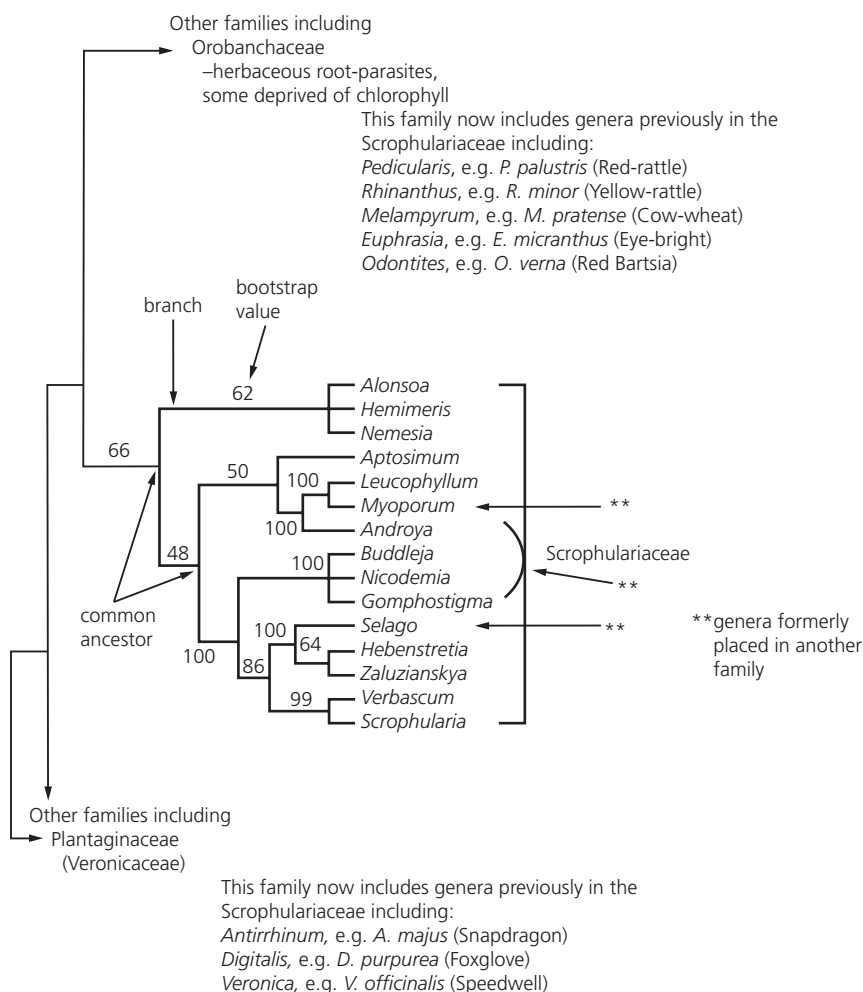 Other families including
Orobanchaceae
–herbaceous root-parasites,
some deprived of chlorophyll
This family now includes genera previously in the
Scrophulariaceae including:
Pedicularis, e.g. P. palustris (Red-rattle)
Rhinanthus, e.g. R. minor (Yellow-rattle)
Melampyrum, e.g. M. pratense (Cow-wheat)
Euphrasia, e.g. E. micranthus (Eye-bright)
Odontites, e.g. O. verna (Red Bartsia)
branch
bootstrap
value
62
66
Alonsoa
Hemimeris
Nemesia
50
Aptosimum
100
Leucophyllum
Myoporum
**
100
Androya
48
100
Buddleja
Nicodemia
Gomphostigma
Scrophulariaceae
**
common
ancestor
100
100
Selago
**
64
Hebenstretia
86
Zaluzianskya
99
Verbascum
Scrophularia
**genera formerly
placed in another
family
Other families including
Plantaginaceae
(Veronicaceae)
This family now includes genera previously in the
Scrophulariaceae including:
Antirrhinum, e.g. A. majus (Snapdragon)
Digitalis, e.g. D. purpurea (Foxglove)
Veronica, e.g. V. officinalis (Speedwell)